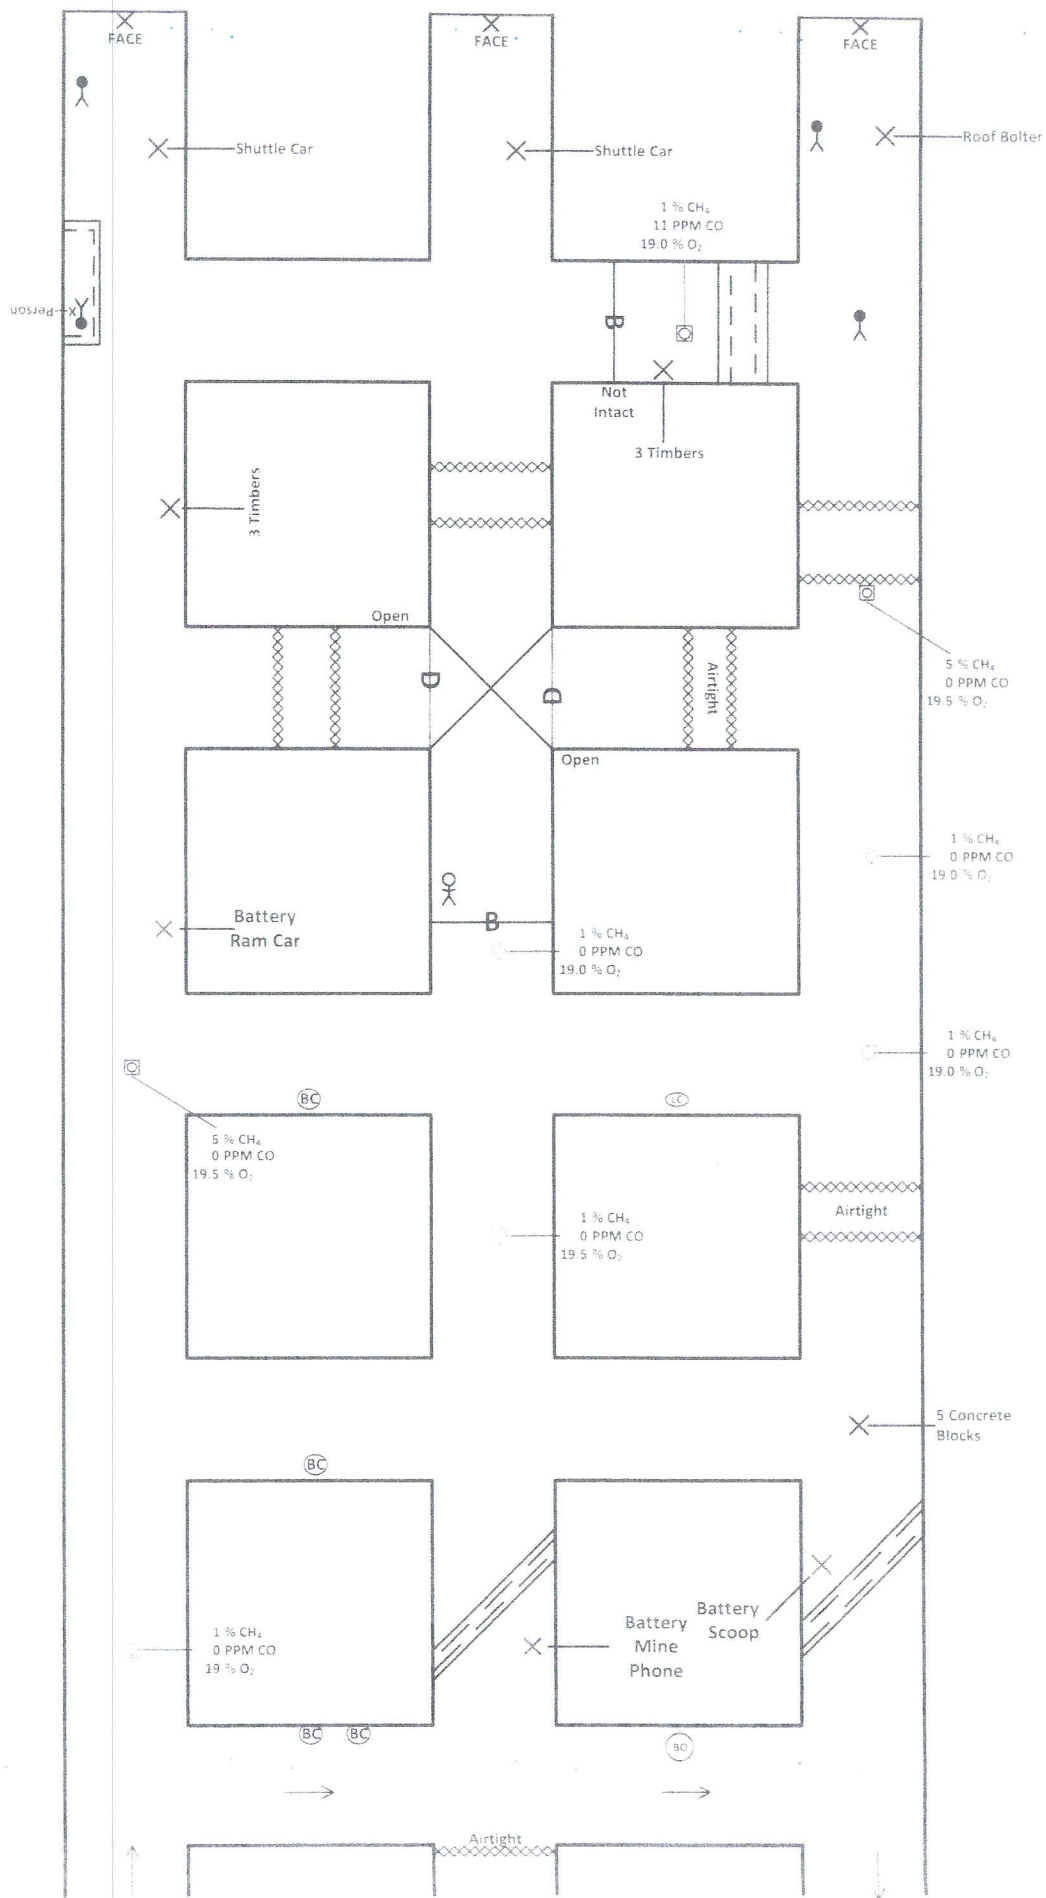 FACE
FACE
FACE
Shuttle Car
Shuttle Car
Roof Bolter
1 % CH₄
11 PPM CO
19.0 % O₂
Person
B
Not
Intact
3 Timbers
3 Timbers
Open
D
D
Airtight
5 % CH₄
0 PPM CO
19.5 % O₂
Open
1 % CH₄
0 PPM CO
19.0 % O₂
Battery
Ram Car
B
1 % CH₄
0 PPM CO
19.0 % O₂
1 % CH₄
0 PPM CO
19.0 % O₂
BC
LC
5 % CH₄
0 PPM CO
19.5 % O₂
1 % CH₄
0 PPM CO
19.5 % O₂
Airtight
5 Concrete
Blocks
BC
Battery
Scoop
Battery
Mine
Phone
1 % CH₄
0 PPM CO
19 % O₂
BC
BC
BO
Airtight